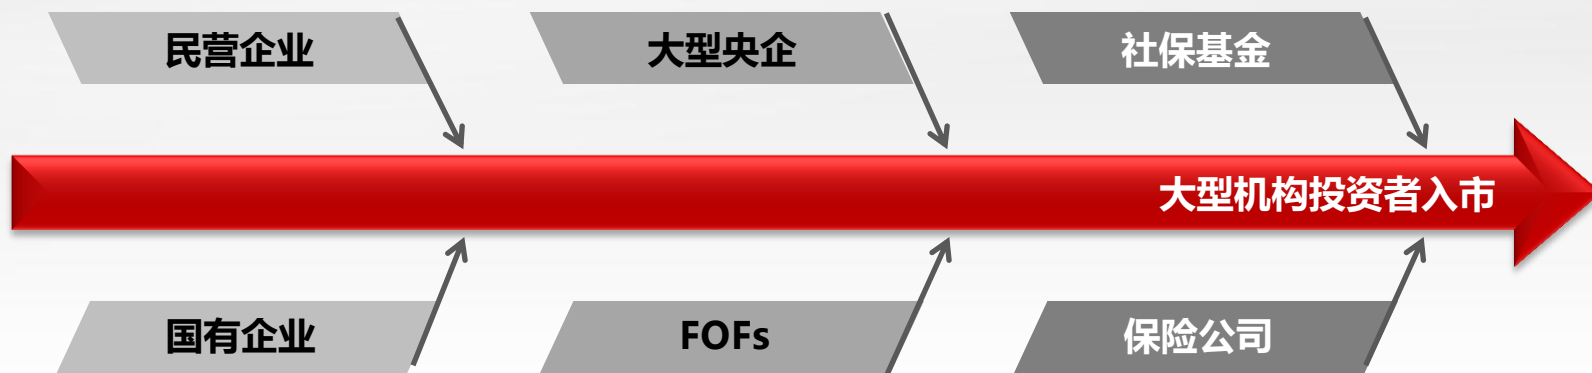 民营企业
大型央企
社保基金
大型机构投资者入市
国有企业
FOFs
保险公司